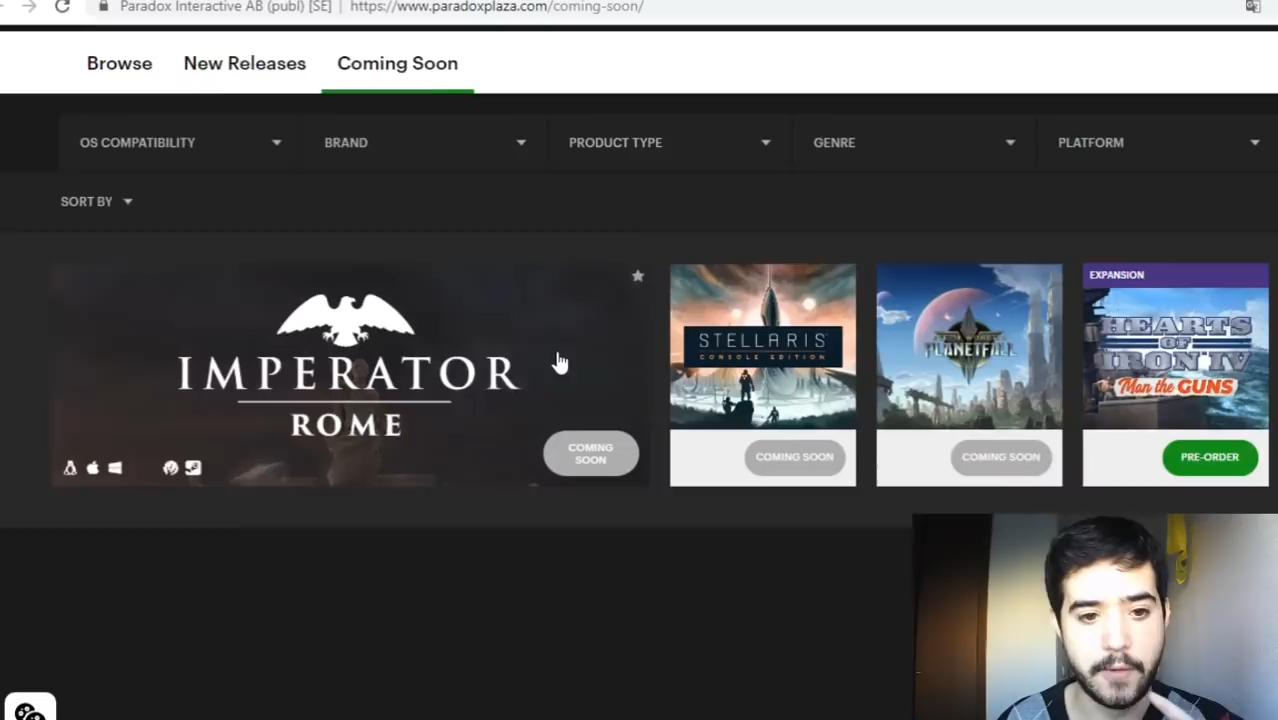 Paradox Interactive AB (publ) [SE] | https://www.paradoxplaza.com/coming-soon/
Browse New Releases Coming Soon
OS COMPATIBILITY BRAND PRODUCT TYPE GENRE PLATFORM
SORT BY
IMPERATOR
ROME
COMING
SOON
STELLARIS
CONSOLE EDITION
COMING SOON
PLANETFALL
COMING SOON
EXPANSION
HEARTS
OF
IRON IV
Man the GUNS
PRE-ORDER